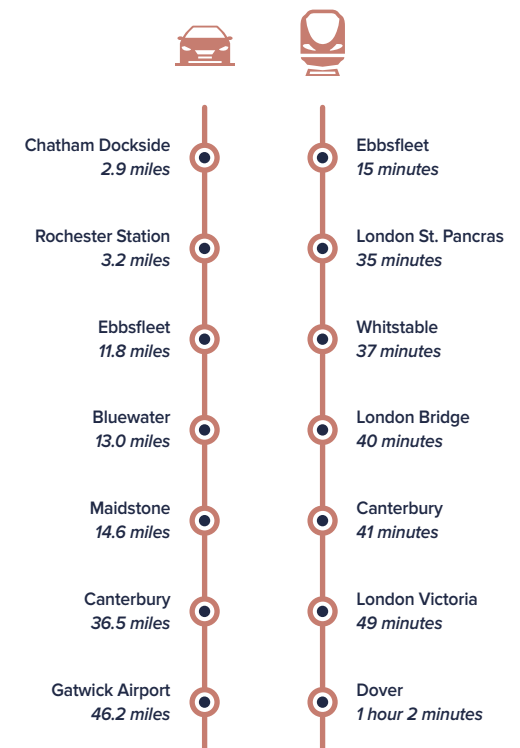 Chatham Dockside
2.9 miles
Rochester Station
3.2 miles
Ebbsfleet
11.8 miles
Bluewater
13.0 miles
Maidstone
14.6 miles
Canterbury
36.5 miles
Gatwick Airport
46.2 miles
Ebbsfleet
15 minutes
London St. Pancras
35 minutes
Whitstable
37 minutes
London Bridge
40 minutes
Canterbury
41 minutes
London Victoria
49 minutes
Dover
1 hour 2 minutes